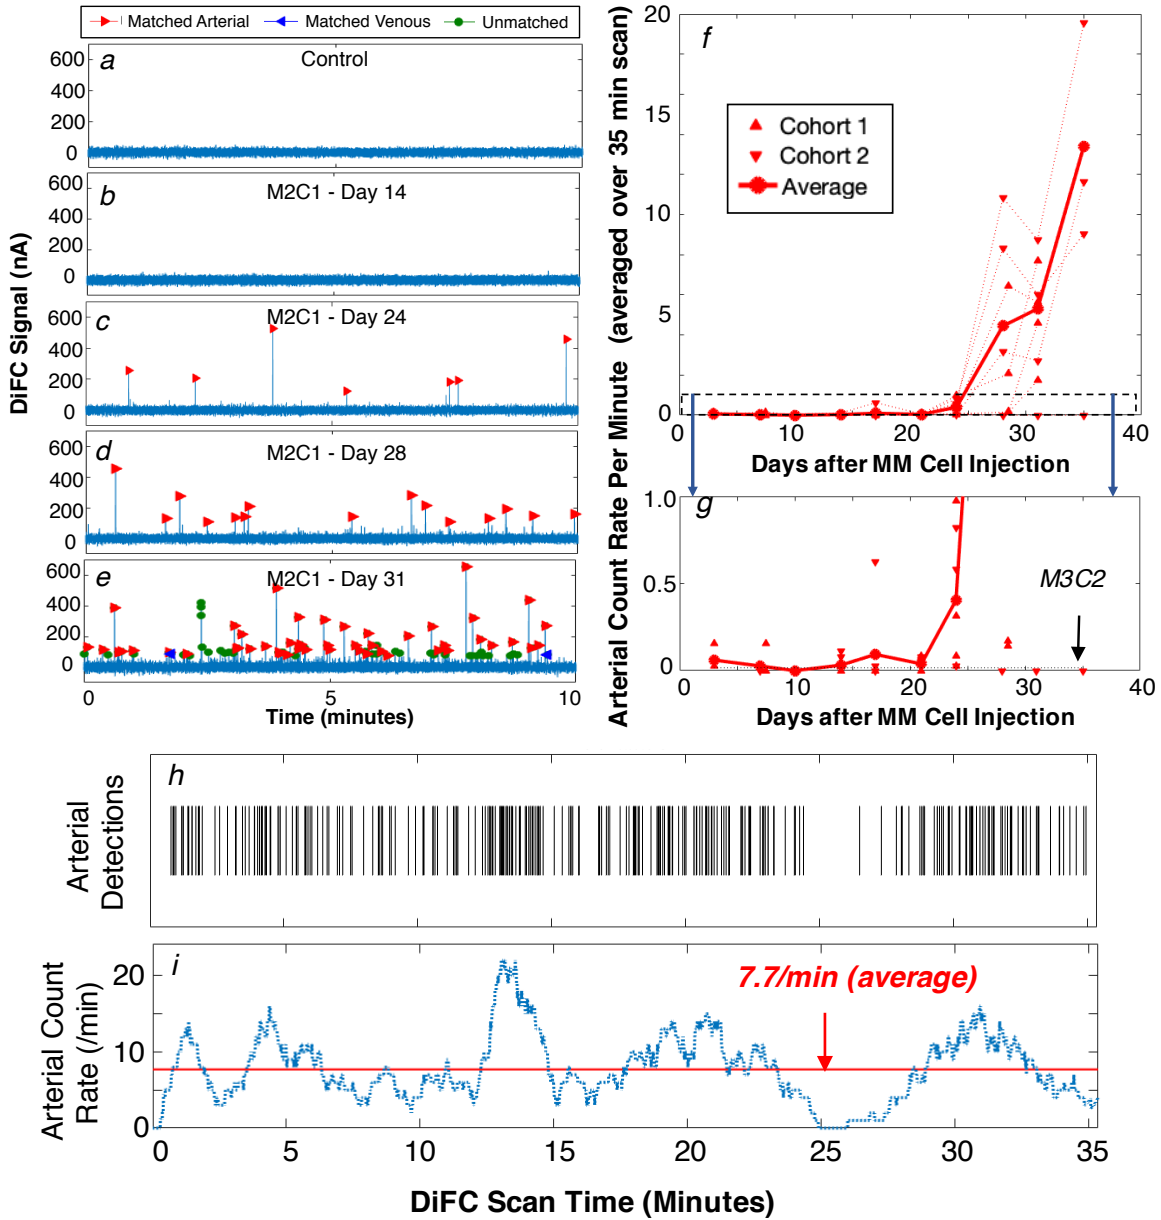 Matched Arterial Matched Venous Unmatched
DiFC Signal (nA)
a
Control
600
400
200
0
b
M2C1 - Day 14
600
400
200
0
c
M2C1 - Day 24
600
400
200
0
d
M2C1 - Day 28
600
400
200
0
e
M2C1 - Day 31
600
400
200
0
0 5 10
Time (minutes)
Arterial Count Rate Per Minute (averaged over 35 min scan)
f
20
15
10
5
0
Cohort 1
Cohort 2
Average
0 10 20 30 40
Days after MM Cell Injection
g
1.0
0.5
0
M3C2
0 10 20 30 40
Days after MM Cell Injection
h
Arterial
Detections
i
Arterial Count
Rate (/min)
20
10
0
7.7/min (average)
0 5 10 15 20 25 30 35
DiFC Scan Time (Minutes)